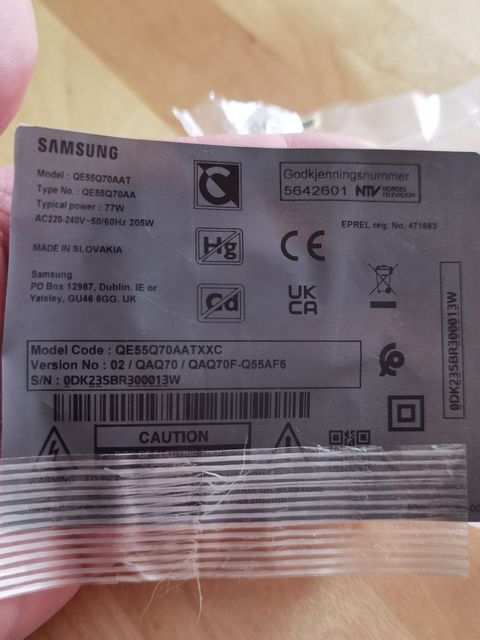 SAMSUNG
Model : QE55Q70AAT
Type No. : QE55Q70AA
Typical power : 77W
AC220-240V~50/60Hz 205W
MADE IN SLOVAKIA
Samsung
PO Box 12987, Dublin. IE or
Yateley, GU46 6GG. UK
Hg
Cd
Godkjenningsnummer
5642601 NTV NORGES TELEVISJON
EPREL reg. No. 471663
CE
UK
CA
Model Code : QE55Q70AATXXC
Version No : 02 / QAQ70 / QAQ70F-Q55AF6
S/N : 0DK23SBR300013W
0DK23SBR300013W
CAUTION